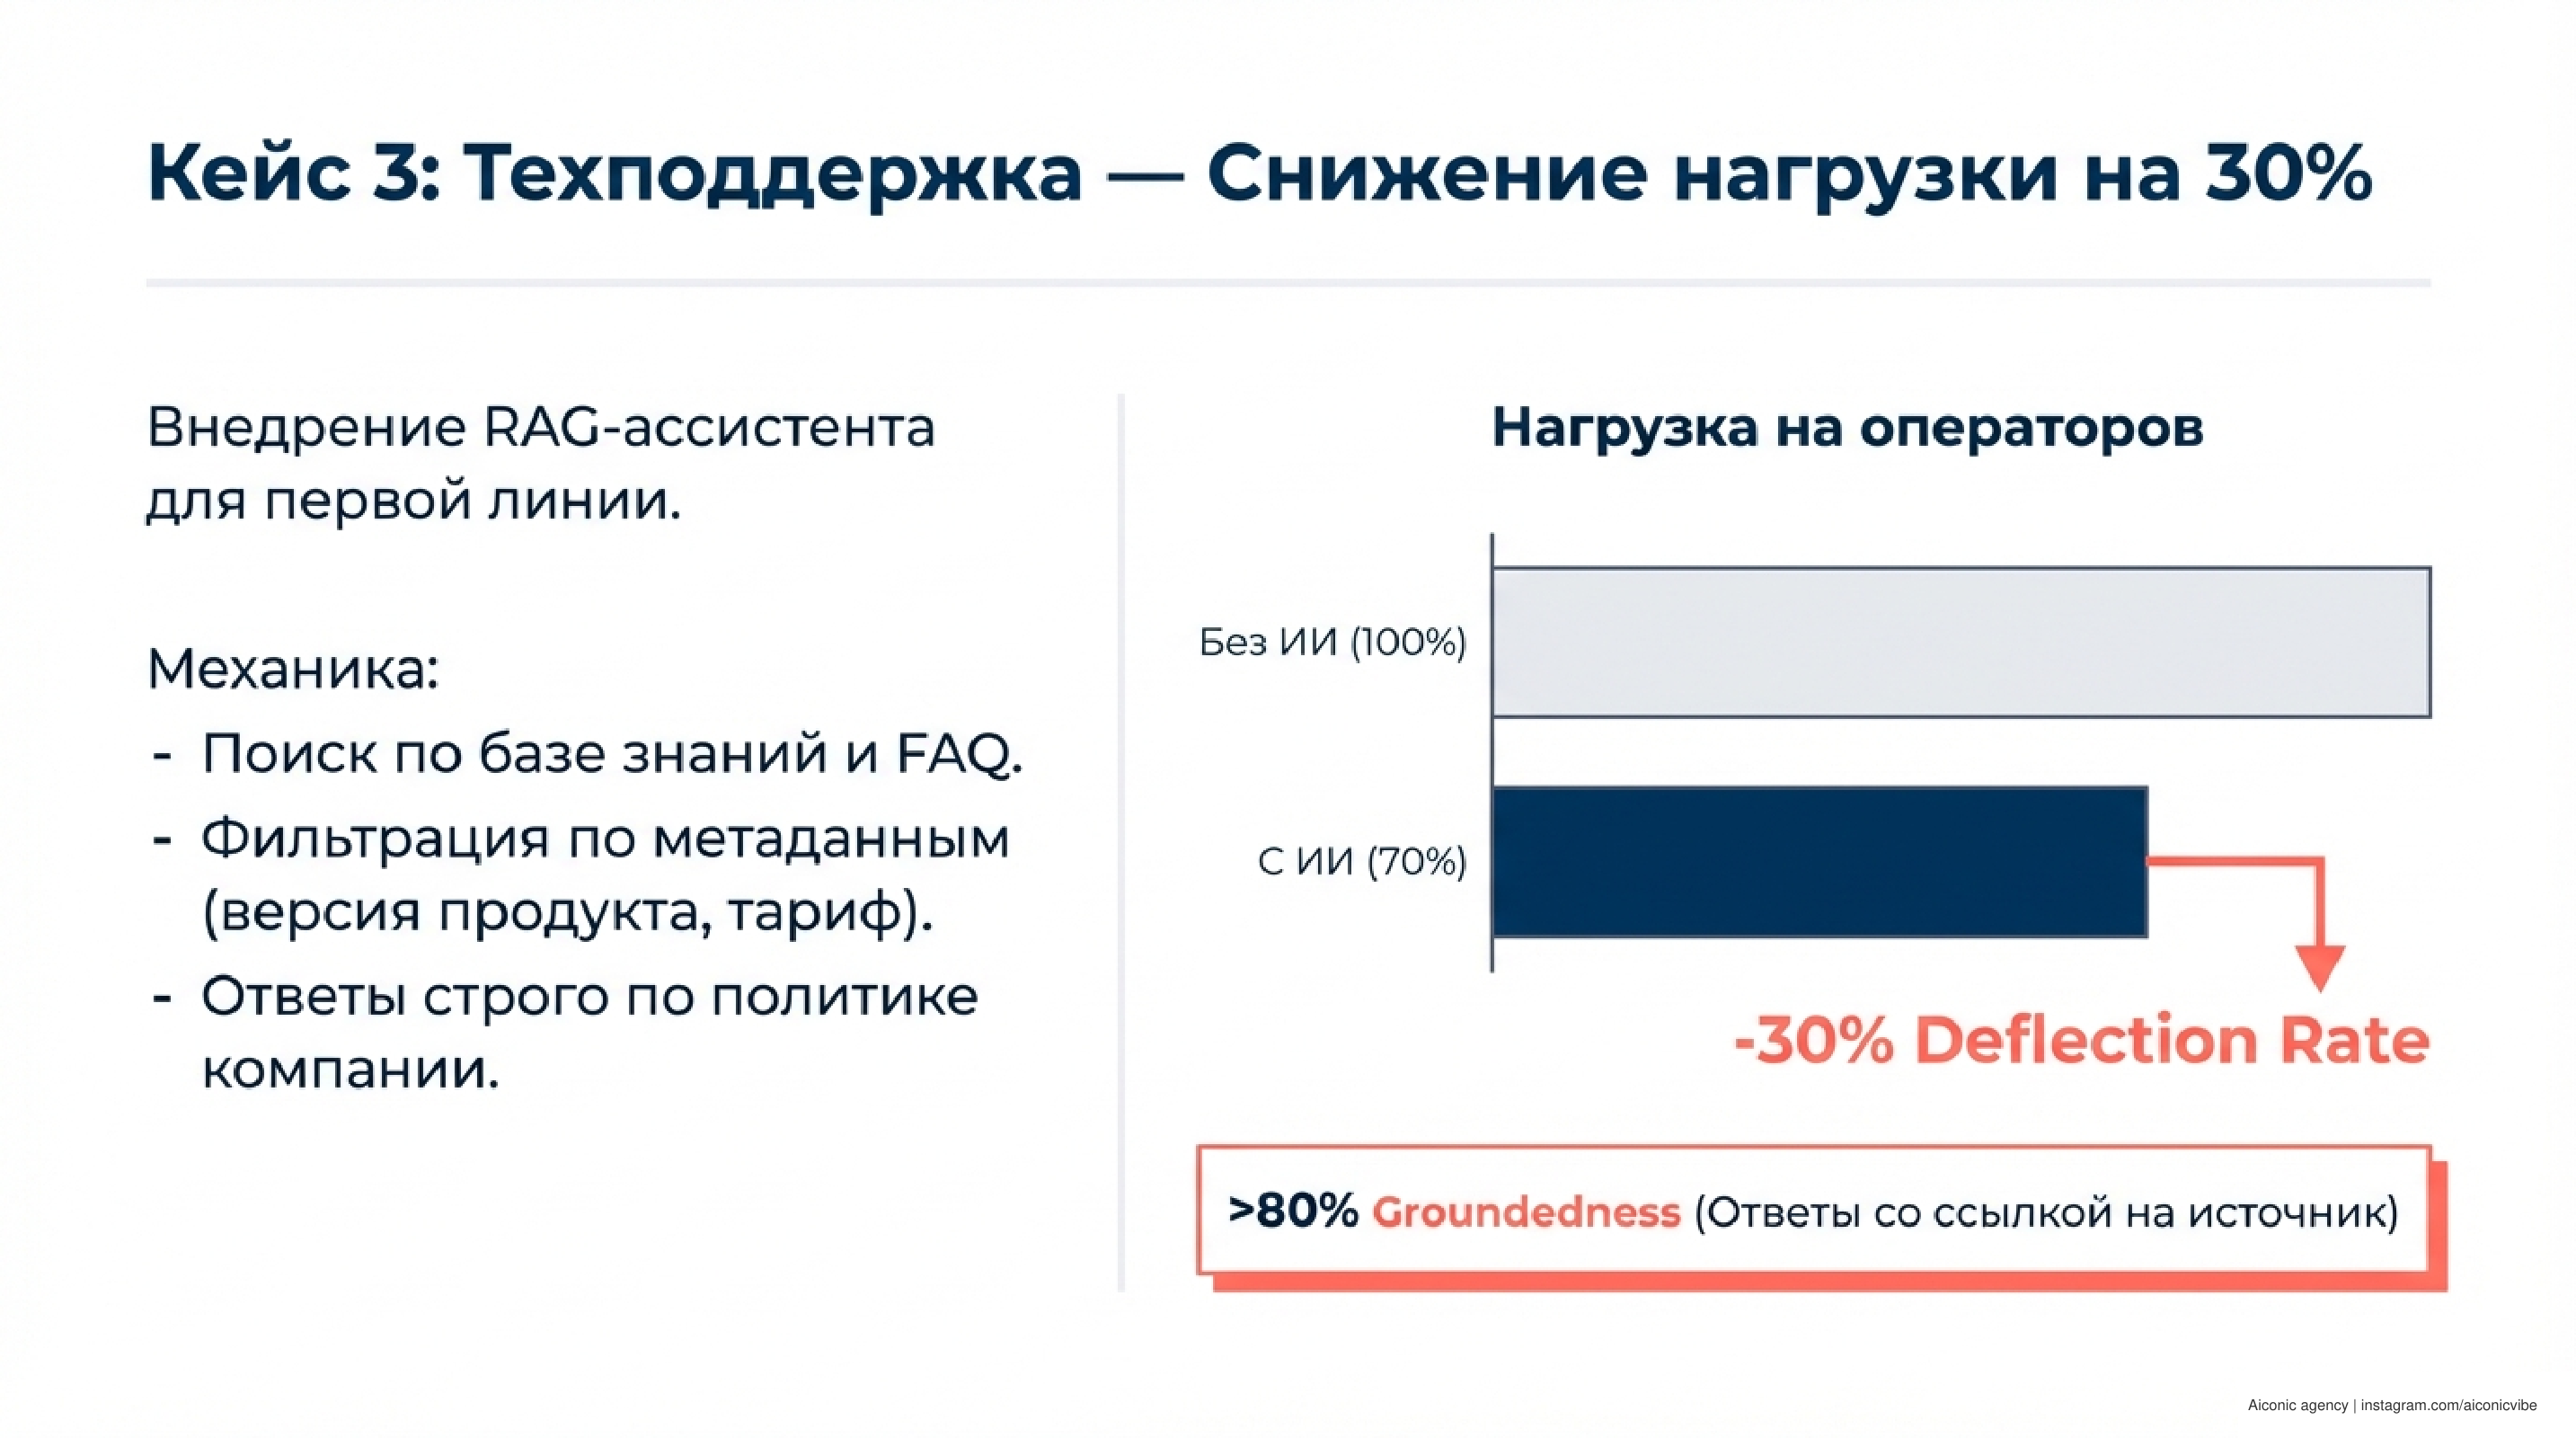 Кейс 3: Техподдержка — Снижение нагрузки на 30%
Внедрение RAG-ассистента
для первой линии.
Механика:
- Поиск по базе знаний и FAQ.
- Фильтрация по метаданным
(версия продукта, тариф).
- Ответы строго по политике
компании.
Нагрузка на операторов
Без ИИ (100%)
С ИИ (70%)
-30% Deflection Rate
>80% Groundedness (Ответы со ссылкой на источник)
Aiconic agency | instagram.com/aiconicvibe